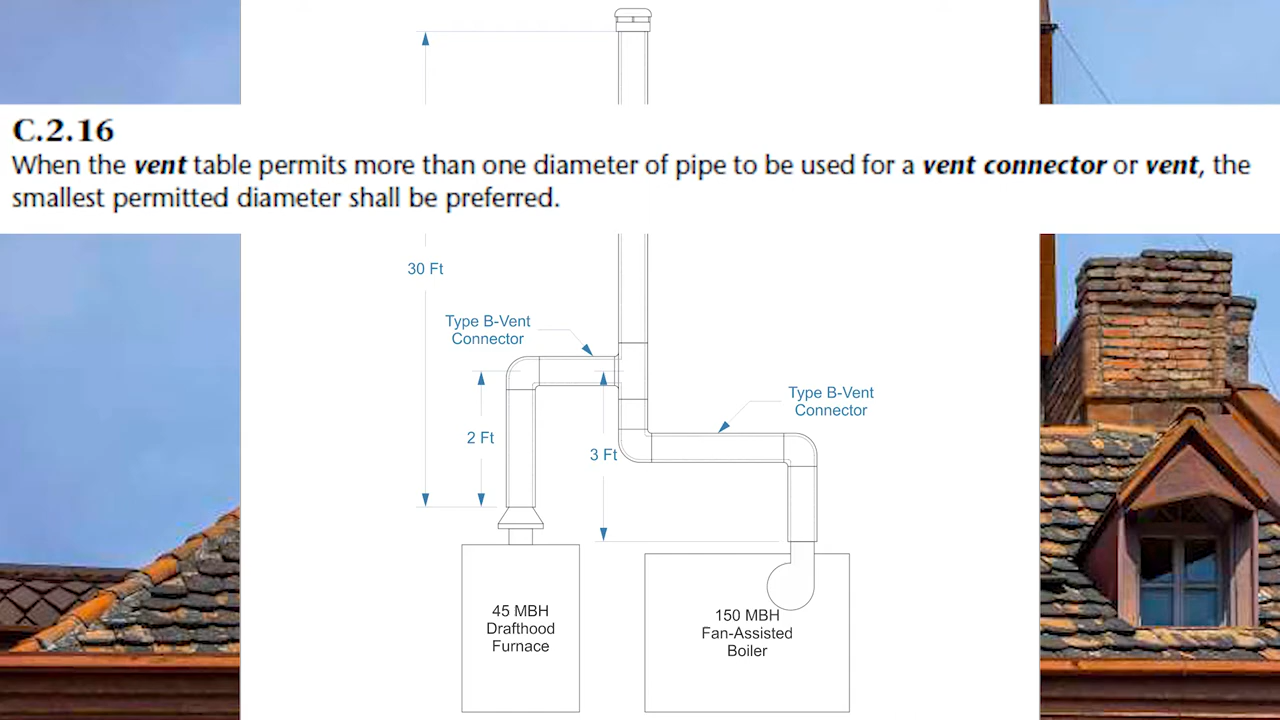 C.2.16
When the vent table permits more than one diameter of pipe to be used for a vent connector or vent, the
smallest permitted diameter shall be preferred.
30 Ft
Type B-Vent
Connector
Type B-Vent
Connector
2 Ft
3 Ft
45 MBH
Drafthood
Furnace
150 MBH
Fan-Assisted
Boiler